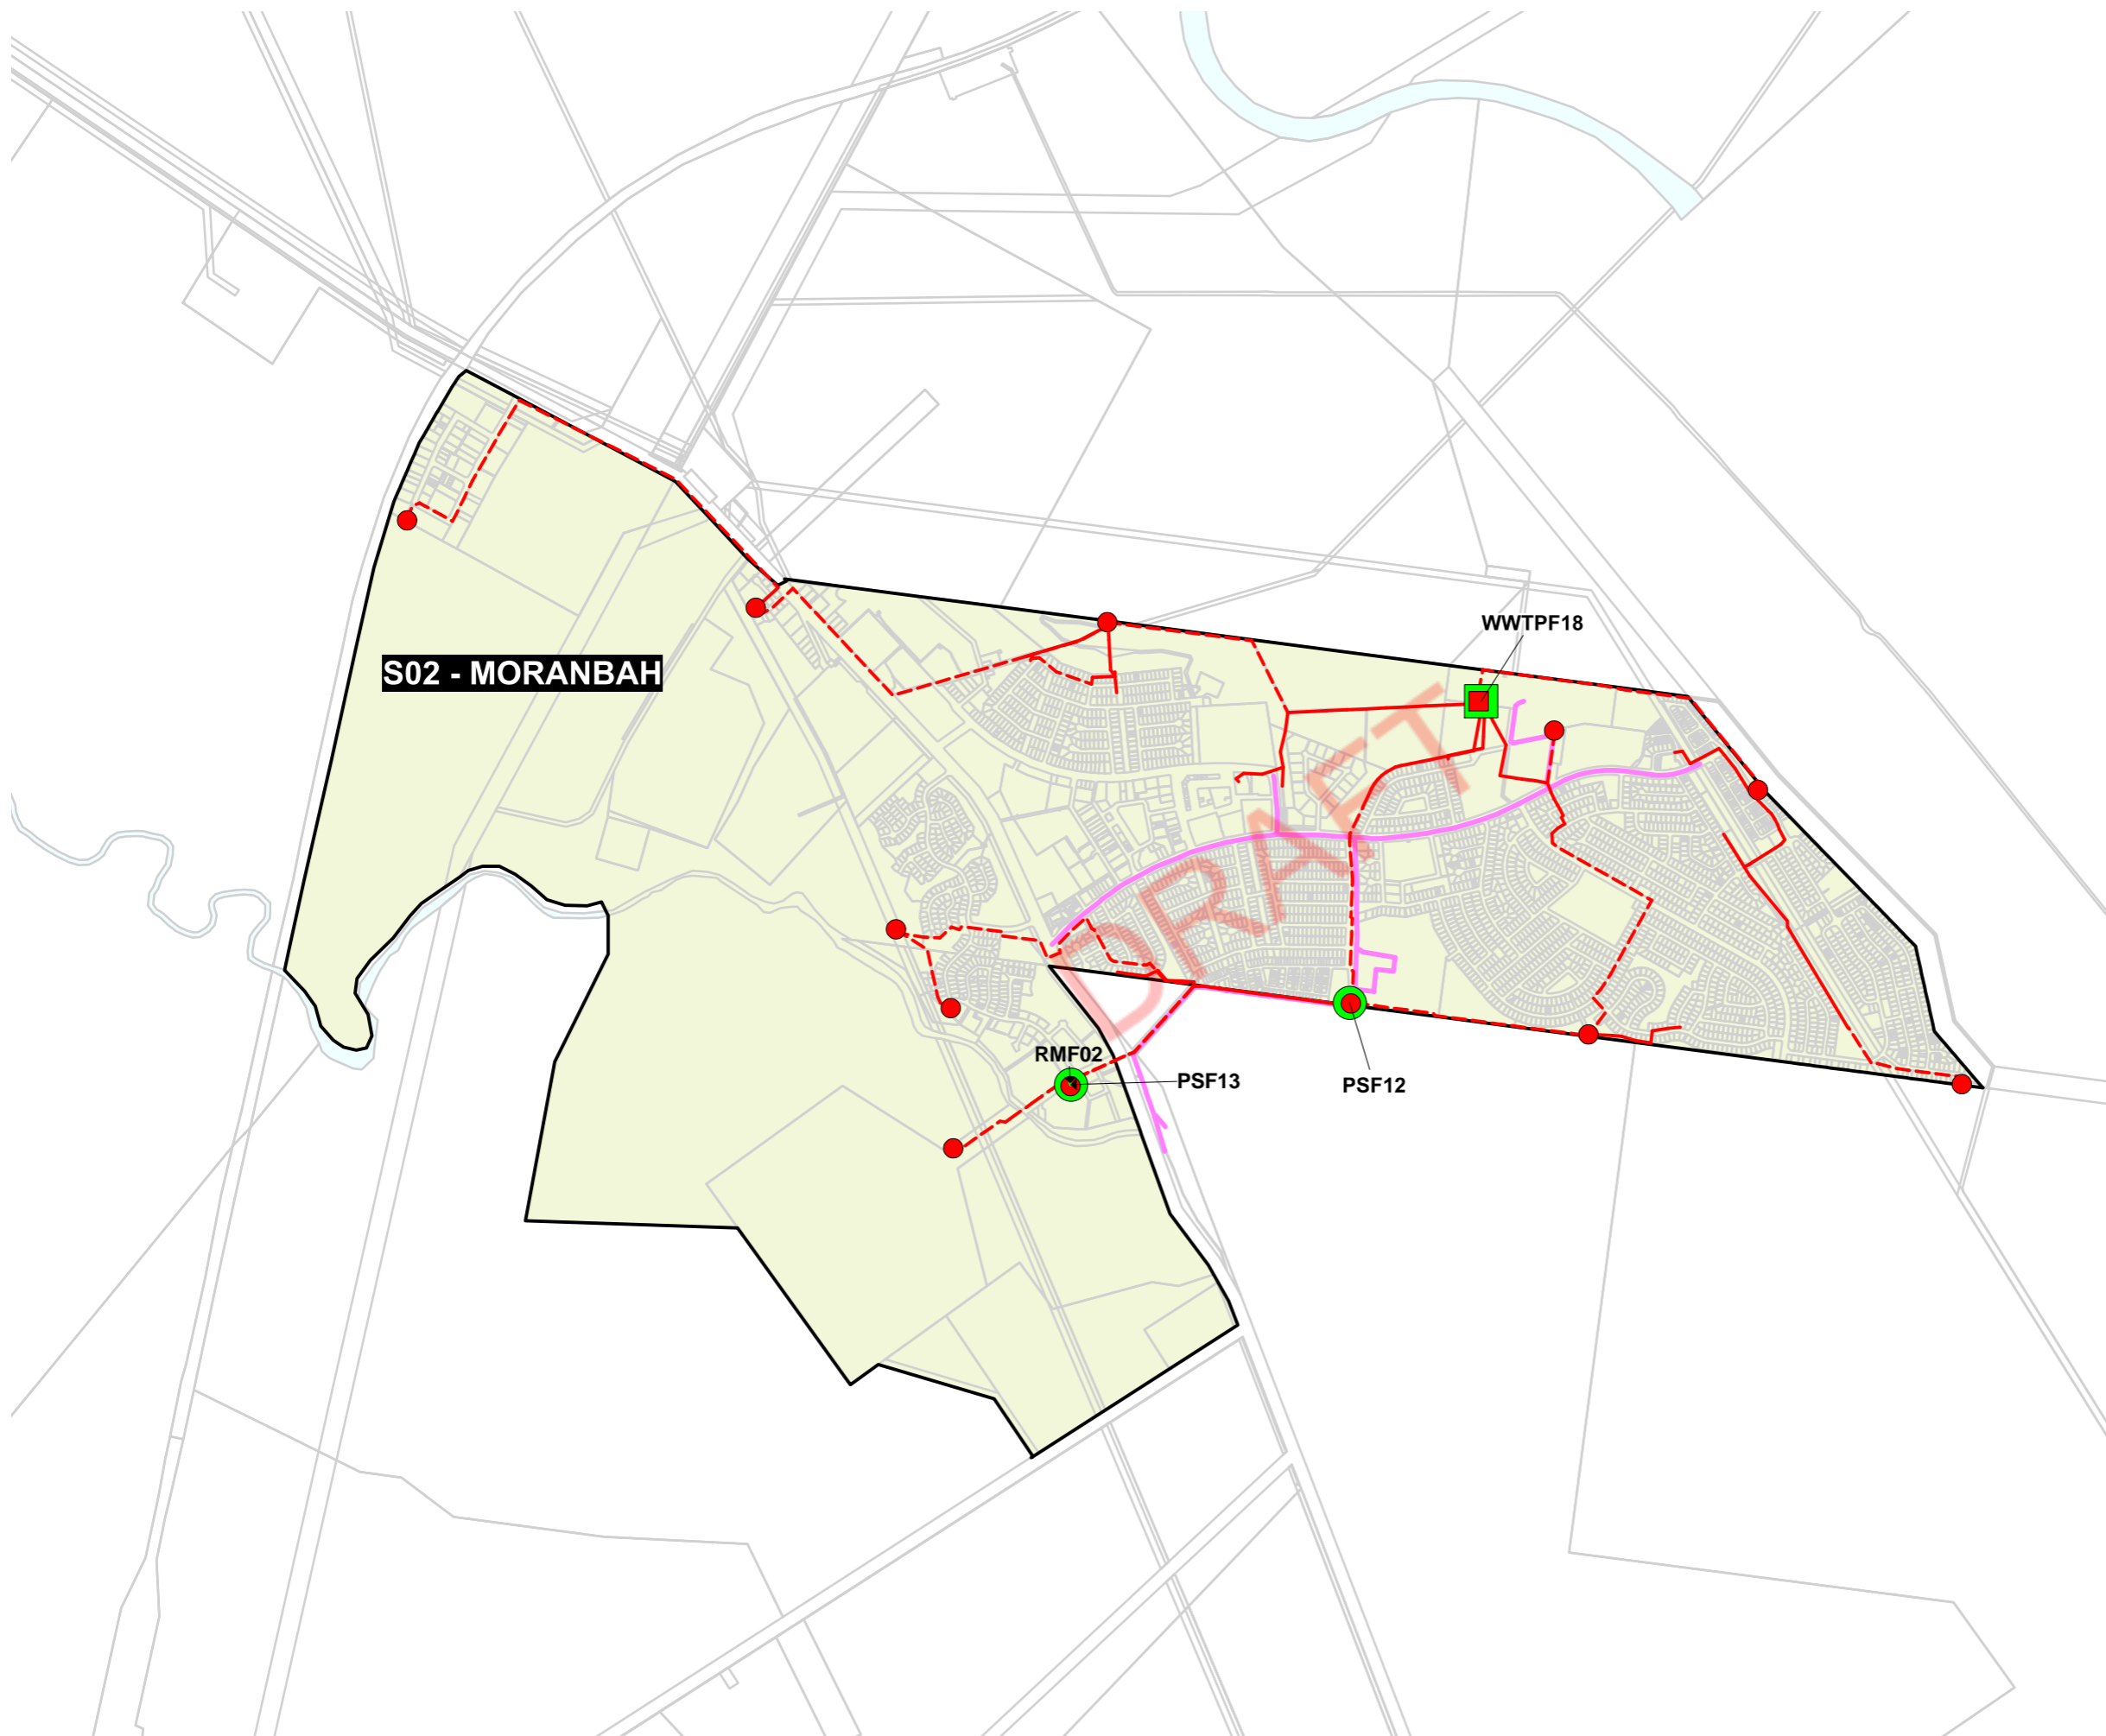 WWTPF18
S02 - MORANBAH
DRAFT
RMF02
PSF13
PSF12